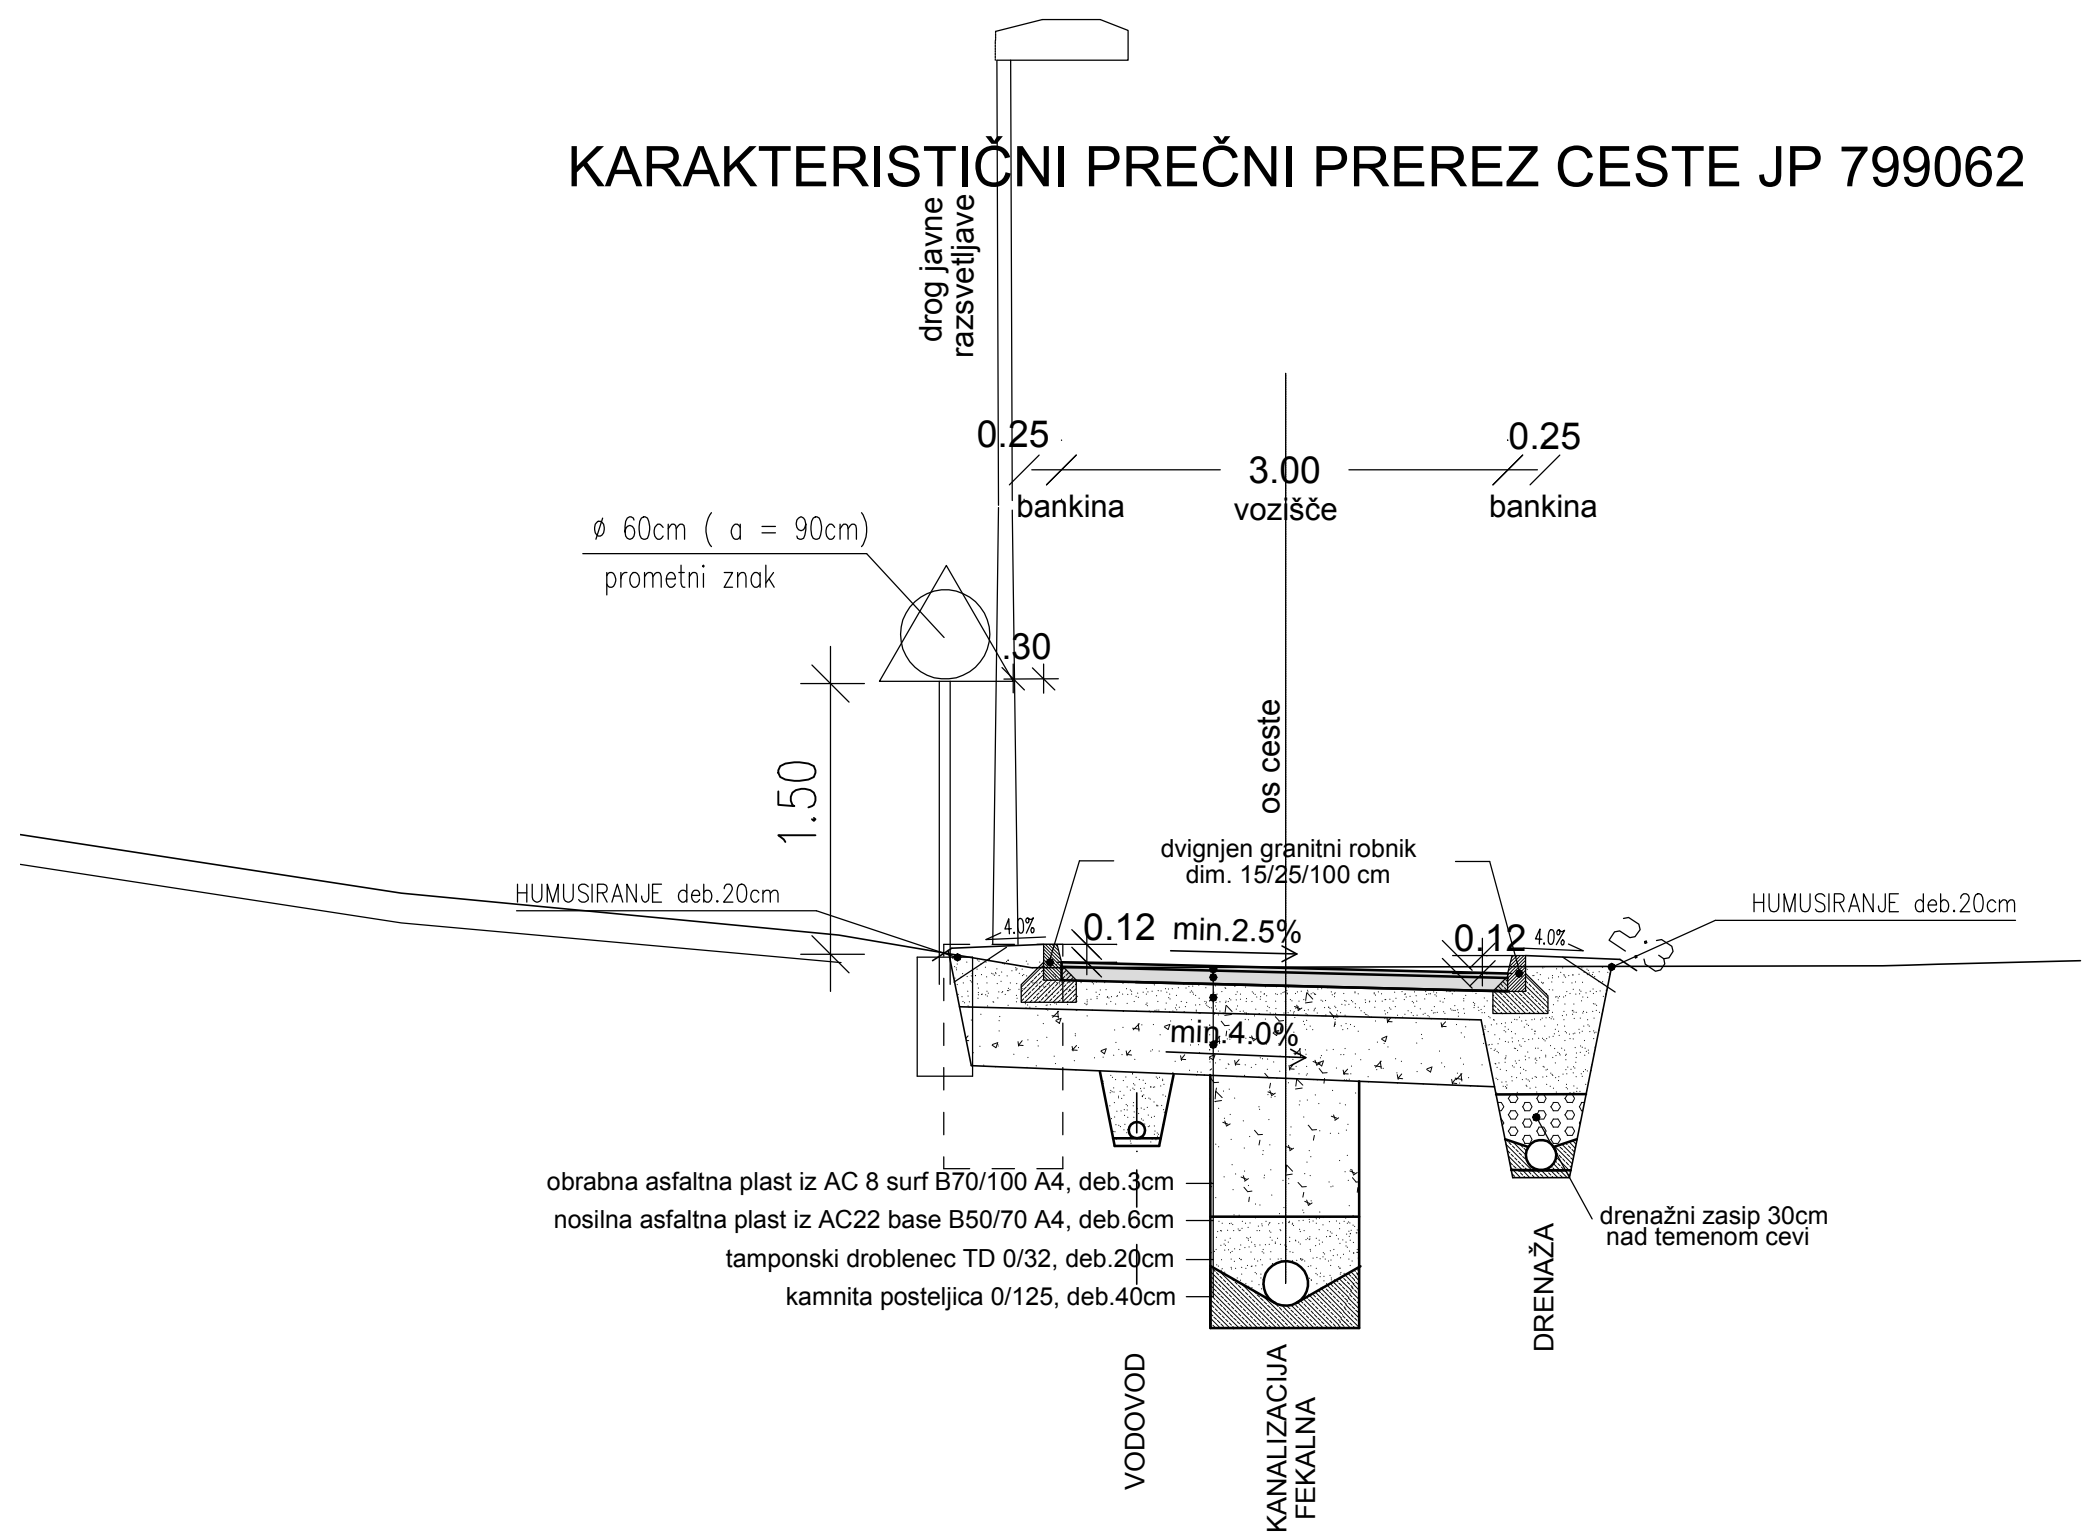 KARAKTERISTIČNI PREČNI PREREZ CESTE JP 799062
drog javne
razsvetljave
0.25
0.25
3.00
bankina
vozišče
bankina
ø 60cm ( a = 90cm)
prometni znak
.30
1.50
os ceste
dvignjen granitni robnik
dim. 15/25/100 cm
HUMUSIRANJE deb.20cm
HUMUSIRANJE deb.20cm
4.0%
0.12
min.2.5%
0.12
4.0%
2:3
min.4.0%
obrabna asfaltna plast iz AC 8 surf B70/100 A4, deb.3cm
nosilna asfaltna plast iz AC22 base B50/70 A4, deb.6cm
tamponski droblenec TD 0/32, deb.20cm
kamnita posteljica 0/125, deb.40cm
drenažni zasip 30cm
nad temenom cevi
DRENAŽA
VODOVOD
KANALIZACIJA
FEKALNA